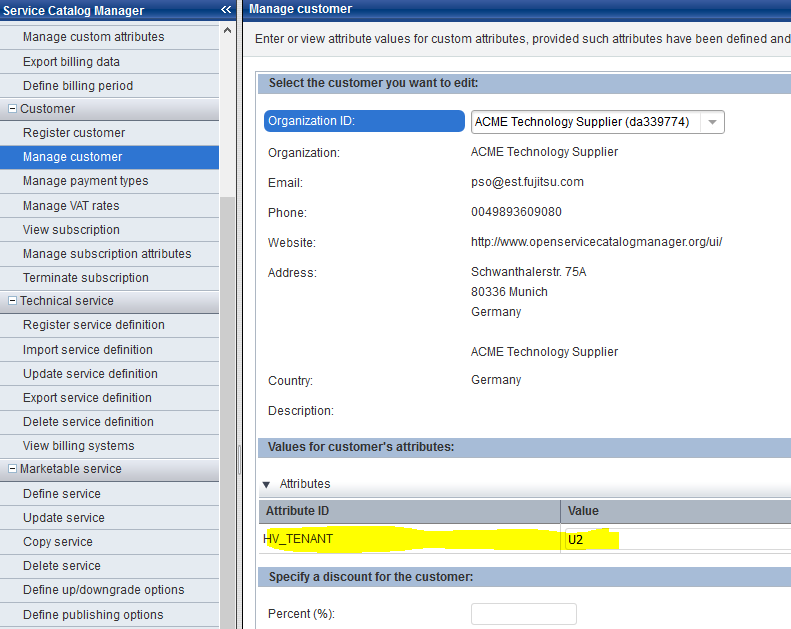 Service Catalog Manager
Manage custom attributes
Export billing data
Define billing period
Customer
Register customer
Manage customer
Manage payment types
Manage VAT rates
View subscription
Manage subscription attributes
Terminate subscription
Technical service
Register service definition
Import service definition
Update service definition
Export service definition
Delete service definition
View billing systems
Marketable service
Define service
Update service
Copy service
Delete service
Define up/downgrade options
Define publishing options
Manage customer
Enter or view attribute values for custom attributes, provided such attributes have been defined and
Select the customer you want to edit:
Organization ID: ACME Technology Supplier (da339774)
Organization: ACME Technology Supplier
Email: pso@est.fujitsu.com
Phone: 0049893609080
Website: http://www.openservicecatalogmanager.org/ui/
Address: Schwanthalerstr. 75A
80336 Munich
Germany
ACME Technology Supplier
Country: Germany
Description:
Values for customer's attributes:
Attributes
Attribute ID Value
HV_TENANT U2
Specify a discount for the customer:
Percent (%):